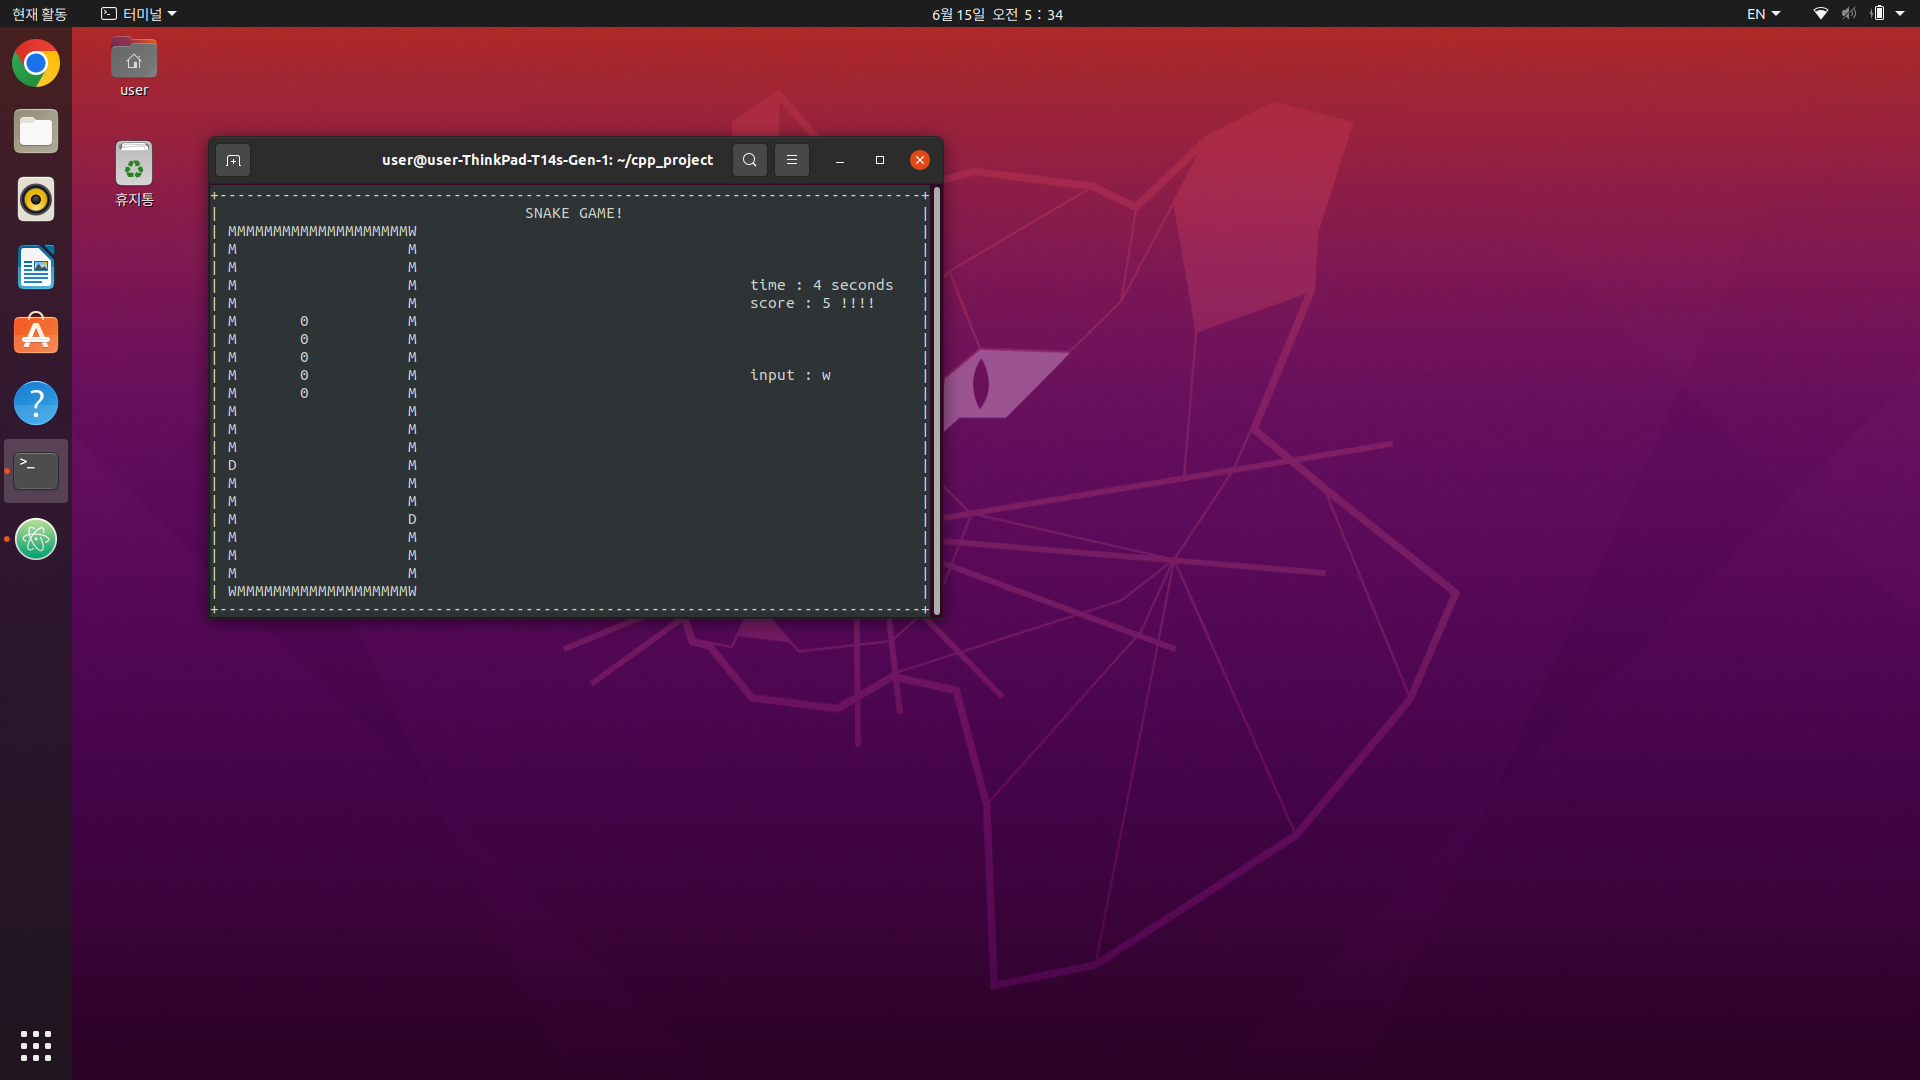 현재 활동
터미널
6월 15일 오전 5 : 34
EN
user
휴지통
user@user-ThinkPad-T14s-Gen-1: ~/cpp_project
+------------------------------------------------------------------------------+
| SNAKE GAME! |
| MMMMMMMMMMMMMMMMMMMMW |
| M M |
| M M |
| M M time : 4 seconds |
| M M score : 5 !!!! |
| M 0 M |
| M 0 M |
| M 0 M |
| M 0 M input : w |
| M 0 M |
| M M |
| M M |
| M M |
| D M |
| M M |
| M M |
| M D |
| M M |
| M M |
| M M |
| WMMMMMMMMMMMMMMMMMMMW |
+------------------------------------------------------------------------------+